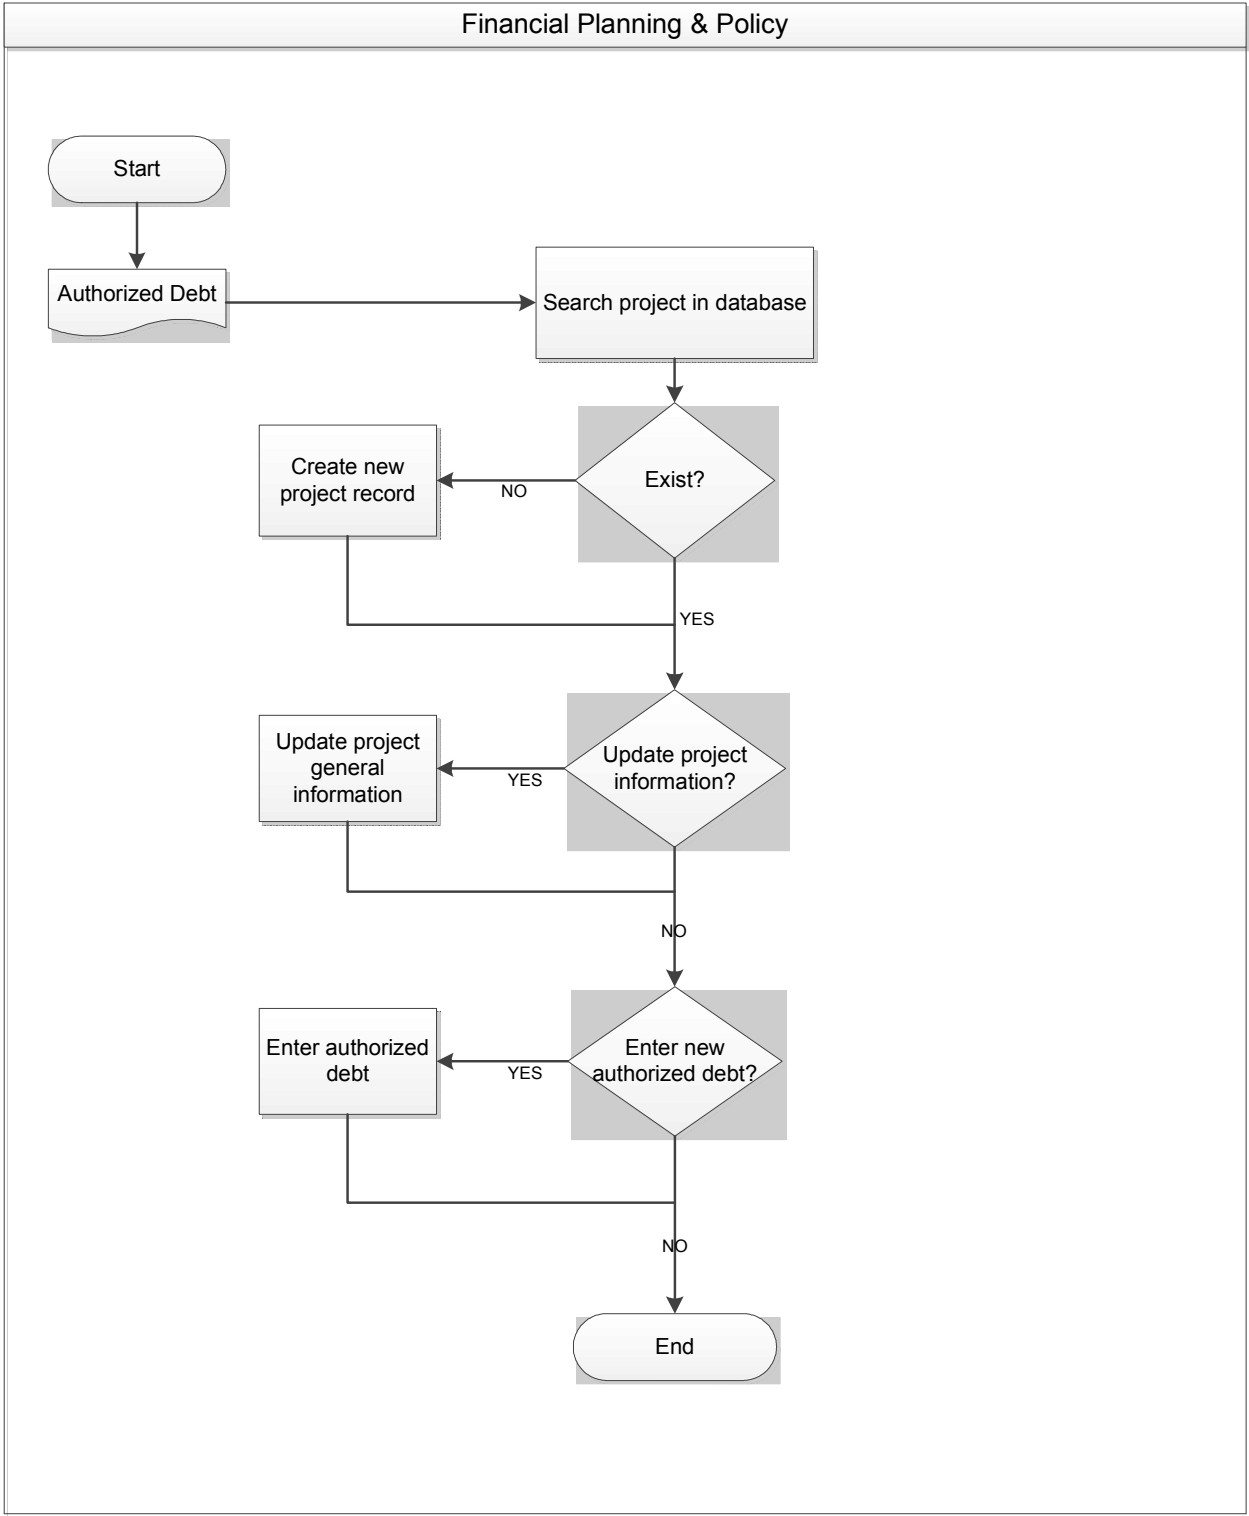 Financial Planning & Policy
Start
Authorized Debt
Search project in database
Exist?
NO
Create new
project record
YES
Update project
information?
YES
Update project
general
information
NO
Enter new
authorized debt?
YES
Enter authorized
debt
NO
End